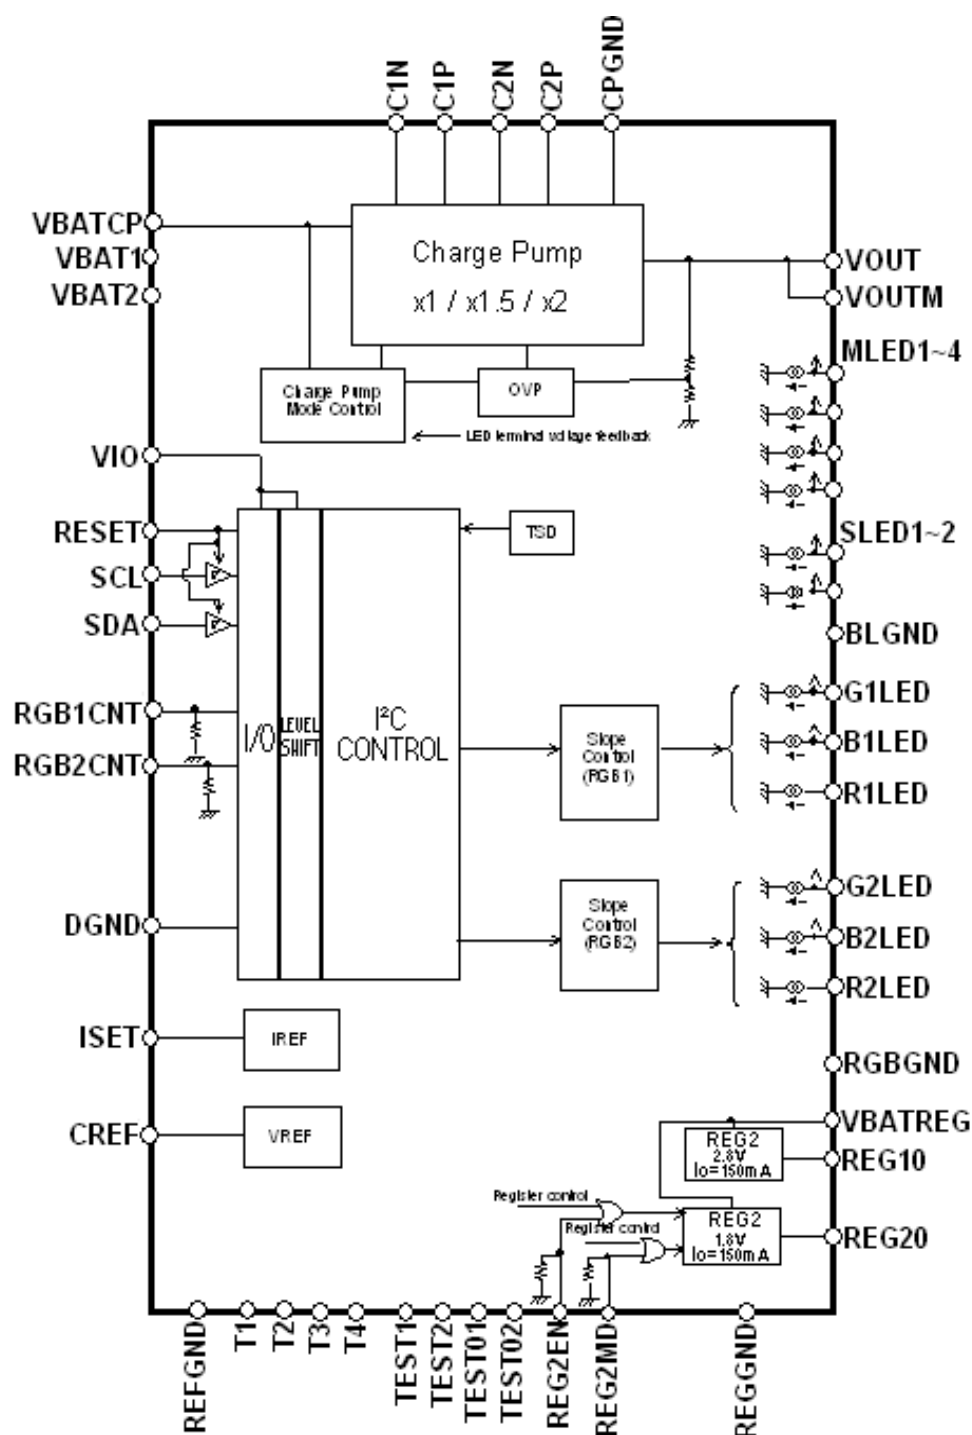 C1N
C1P
C2N
C2P
CPGND
VBATCP
VBAT1
VBAT2
Charge Pump
x1 / x1.5 / x2
VOUT
VOUTM
MLED1~4
Charge Pump
Mode Control
OVP
LED terminal voltage feedback
VIO
RESET
SCL
SDA
TSD
SLED1~2
BLGND
RGB1CNT
RGB2CNT
I/O
LEVEL
SHIFT
I²C
CONTROL
Slope
Control
(RGB1)
G1LED
B1LED
R1LED
DGND
Slope
Control
(RGB2)
G2LED
B2LED
R2LED
ISET
IREF
RGBGND
CREF
VREF
VBATREG
REG2
2.8V
Io=150mA
REG10
Register control
Register control
REG2
1.8V
Io=150mA
REG20
REFGND
T1
T2
T3
T4
TEST1
TEST2
TEST01
TEST02
REG2EN
REG2MD
REGGND